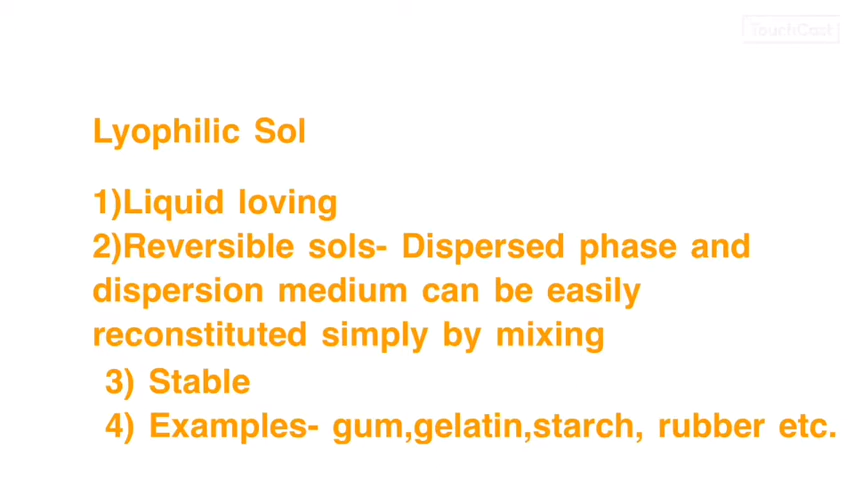 TouchCast
Lyophilic Sol
1)Liquid loving
2)Reversible sols- Dispersed phase and
dispersion medium can be easily
reconstituted simply by mixing
3) Stable
4) Examples- gum,gelatin,starch, rubber etc.